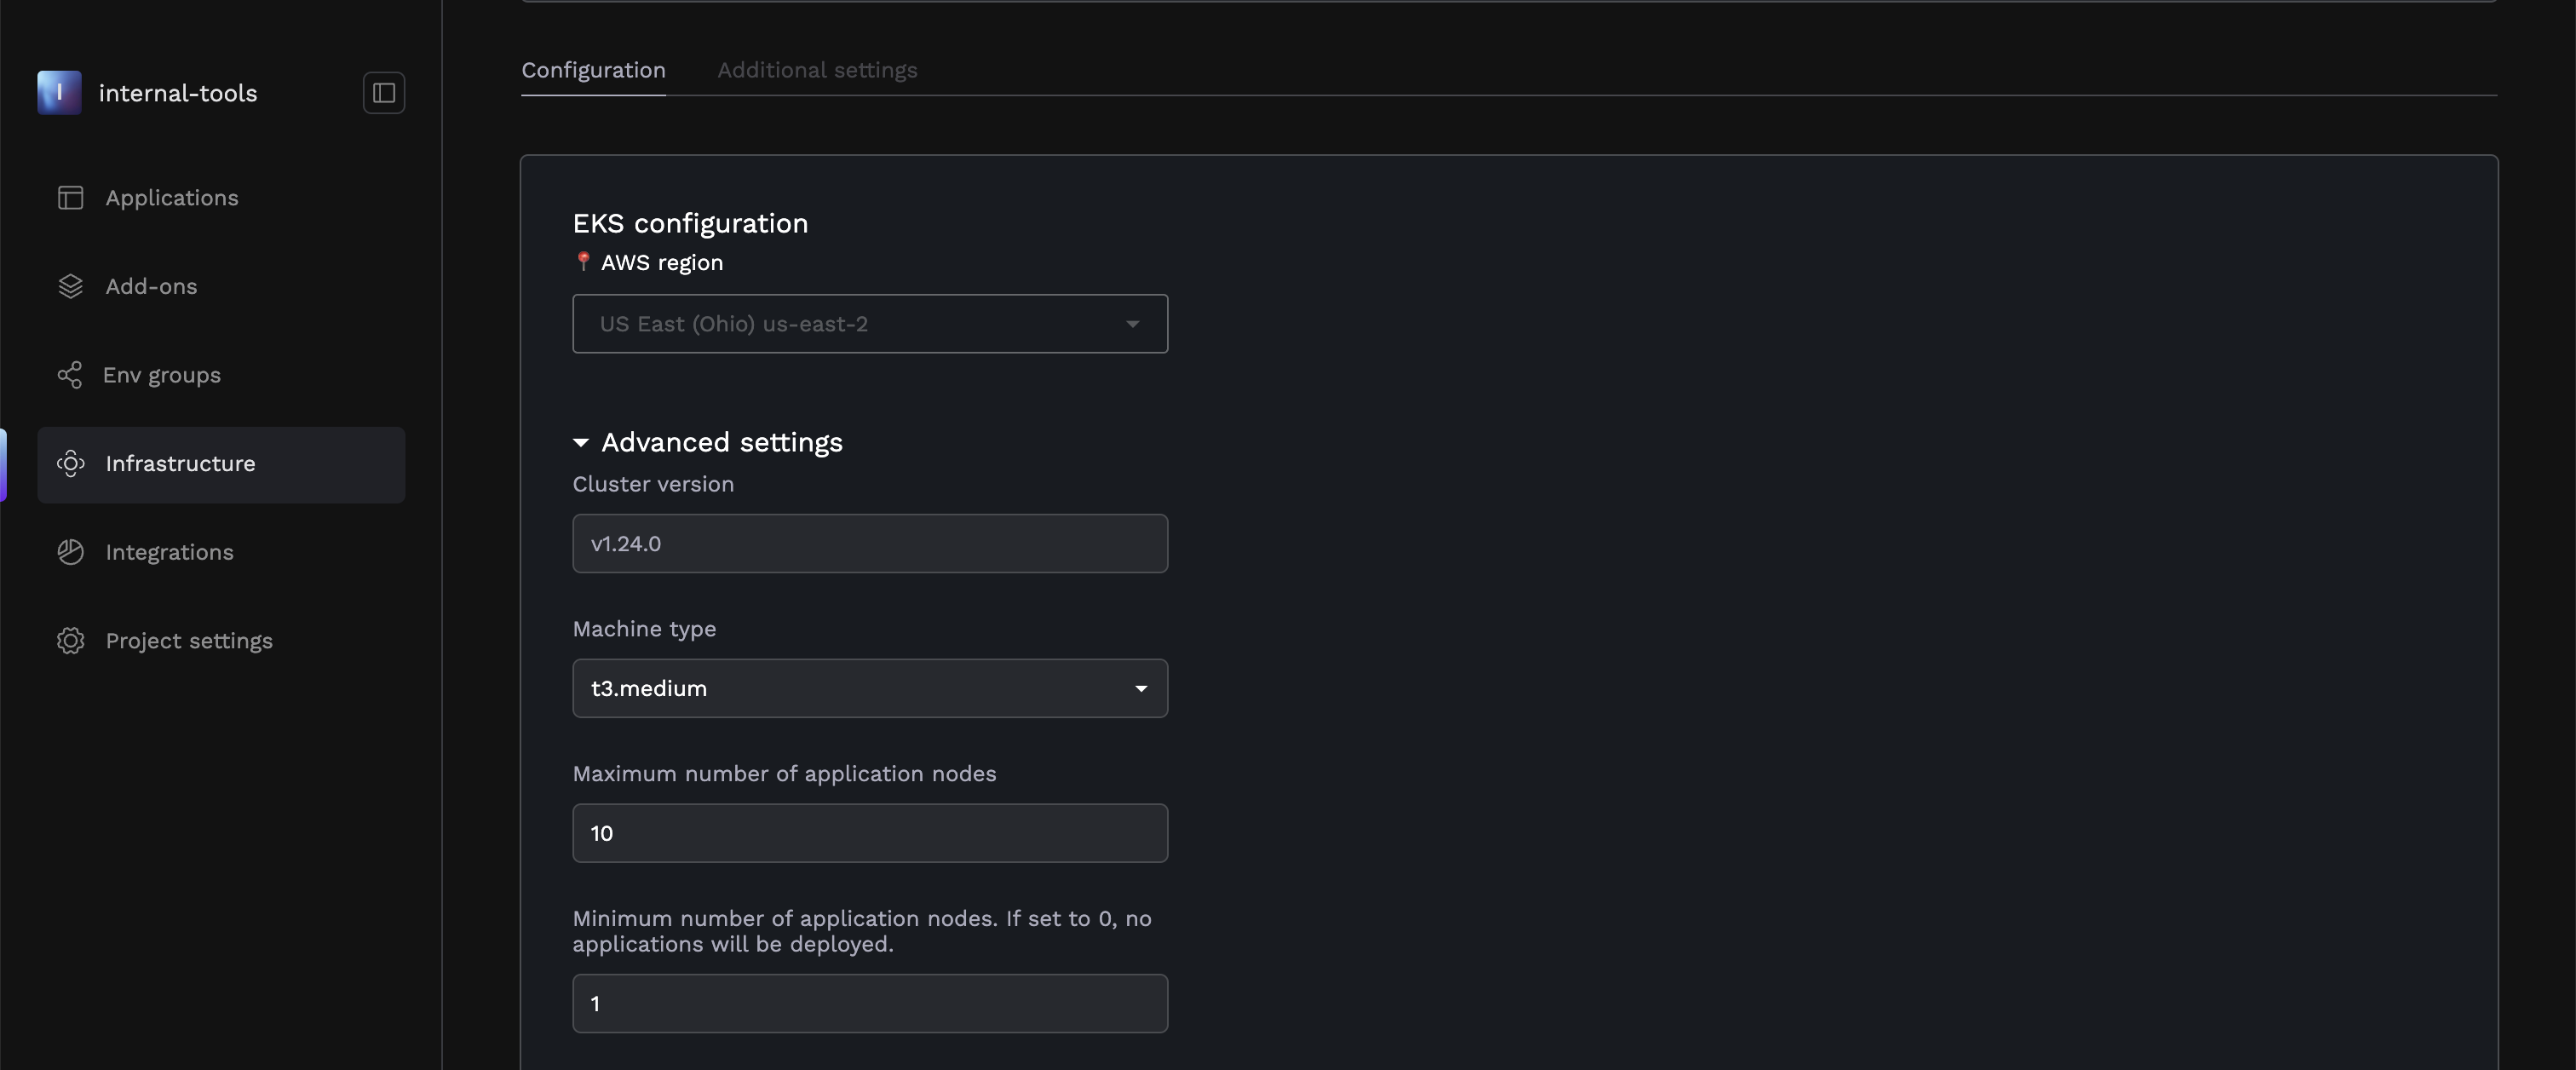 I
internal-tools
Applications
Add-ons
Env groups
Infrastructure
Integrations
Project settings
Configuration
Additional settings
EKS configuration
📍 AWS region
US East (Ohio) us-east-2
Advanced settings
Cluster version
v1.24.0
Machine type
t3.medium
Maximum number of application nodes
10
Minimum number of application nodes. If set to 0, no
applications will be deployed.
1